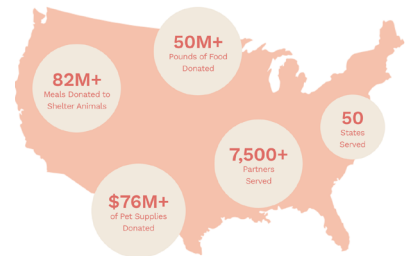 50M+
Pounds of Food
Donated
82M+
Meals Donated to
Shelter Animals
50
States
Served
7,500+
Partners
Served
$76M+
of Pet Supplies
Donated